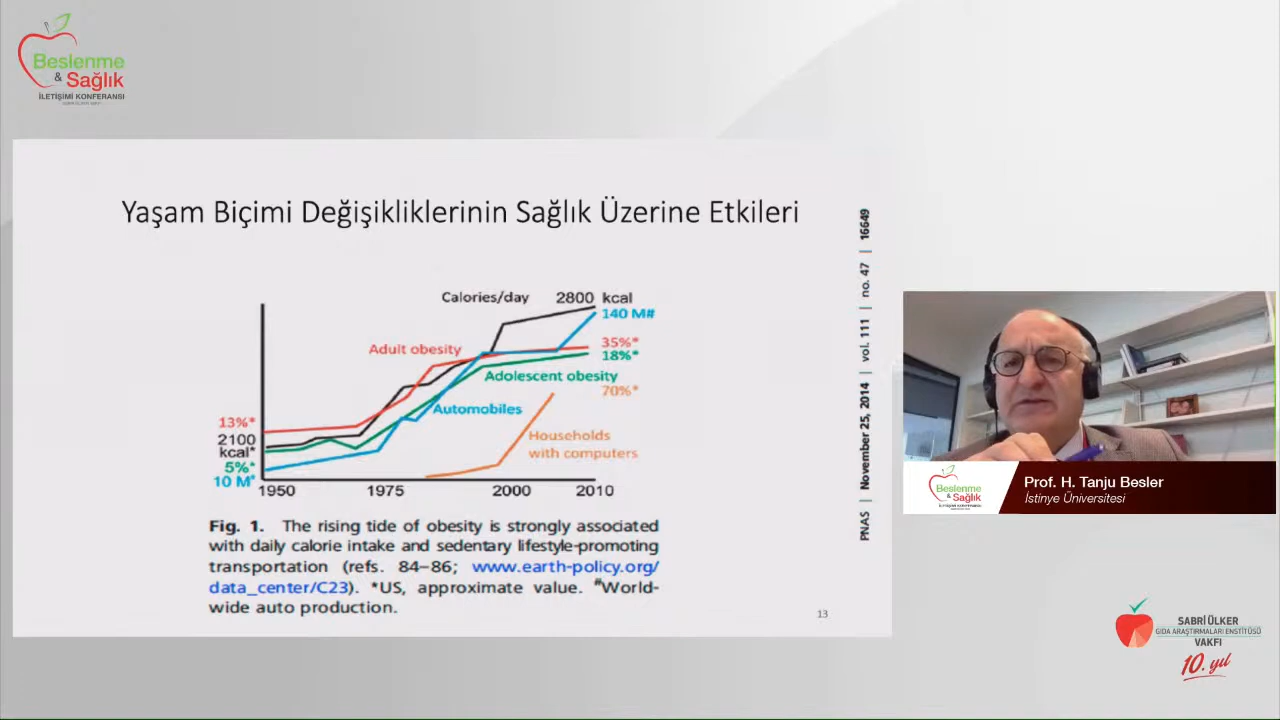 Beslenme
& Sağlık
İLETİŞİMİ KONFERANSI
Yaşam Biçimi Değişikliklerinin Sağlık Üzerine Etkileri
Calories/day
2800 kcal
140 M#
Adult obesity
35%*
18%*
Adolescent obesity
70%*
Automobiles
13%*
2100
kcal*
5%*
10 M*
Households
with computers
1950
1975
2000
2010
Fig. 1. The rising tide of obesity is strongly associated
with daily calorie intake and sedentary lifestyle-promoting
transportation (refs. 84–86; www.earth-policy.org/
data_center/C23). *US, approximate value. #World-
wide auto production.
13
PNAS | November 25, 2014 | vol. 111 | no. 47 | 16649
Beslenme
& Sağlık
İLETİŞİMİ KONFERANSI
Prof. H. Tanju Besler
İstinye Üniversitesi
SABRİ ÜLKER
GIDA ARAŞTIRMALARI ENSTİTÜSÜ
VAKFI
10. yıl